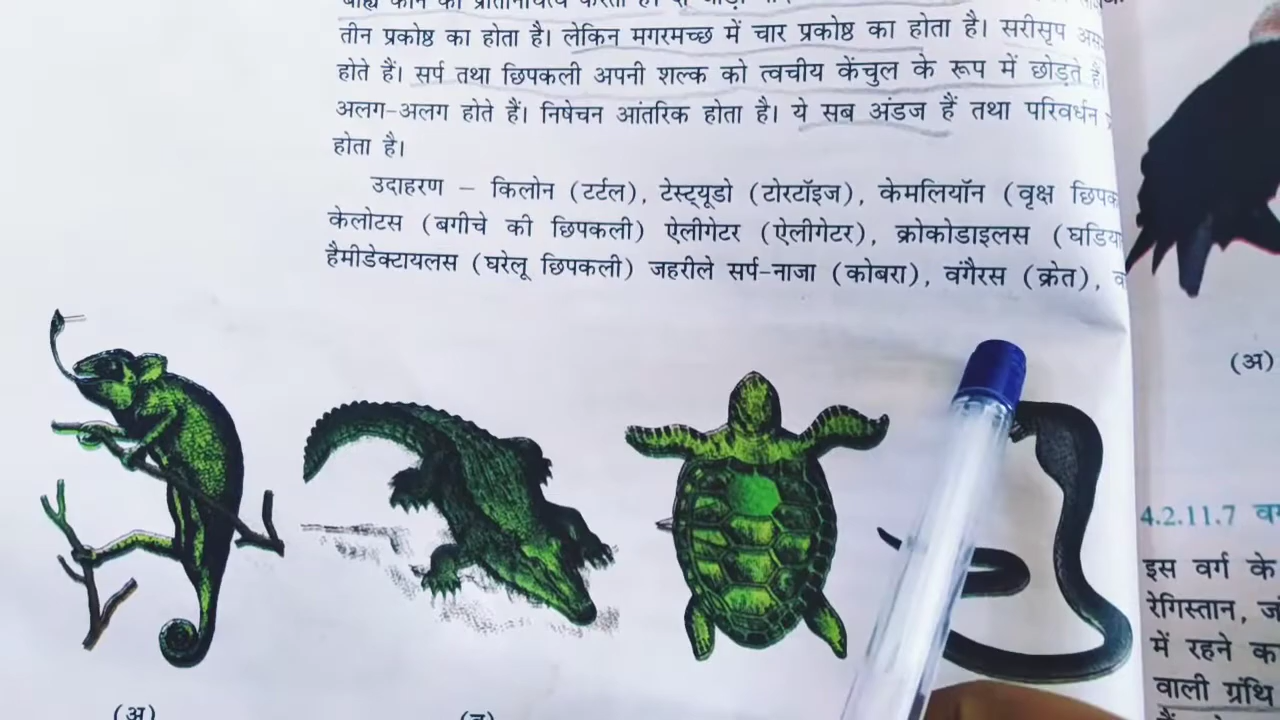 तीन प्रकोष्ठ का होता है। लेकिन मगरमच्छ में चार प्रकोष्ठ का होता है। सरीसृप
होते हैं। सर्प तथा छिपकली अपनी शल्क को त्वचीय केंचुल के रूप में छोड़ते हैं।
अलग-अलग होते हैं। निषेचन आंतरिक होता है। ये सब अंडज हैं तथा परिवर्धन
होता है।
उदाहरण – किलोन (टर्टल), टेस्ट्यूडो (टोरटॉइज), केमलियॉन (वृक्ष
केलोटस (बगीचे की छिपकली) ऐलीगेटर (ऐलीगेटर), क्रोकोडाइलस
हैमीडेक्टायलस (घरेलू छिपकली) जहरीले सर्प-नाजा (कोबरा), वंगैरस (क्रेत),
(अ)
(अ)
4.2.11.7
इस वर्ग के
रेगिस्तान,
में रहने
वाली ग्रंथि